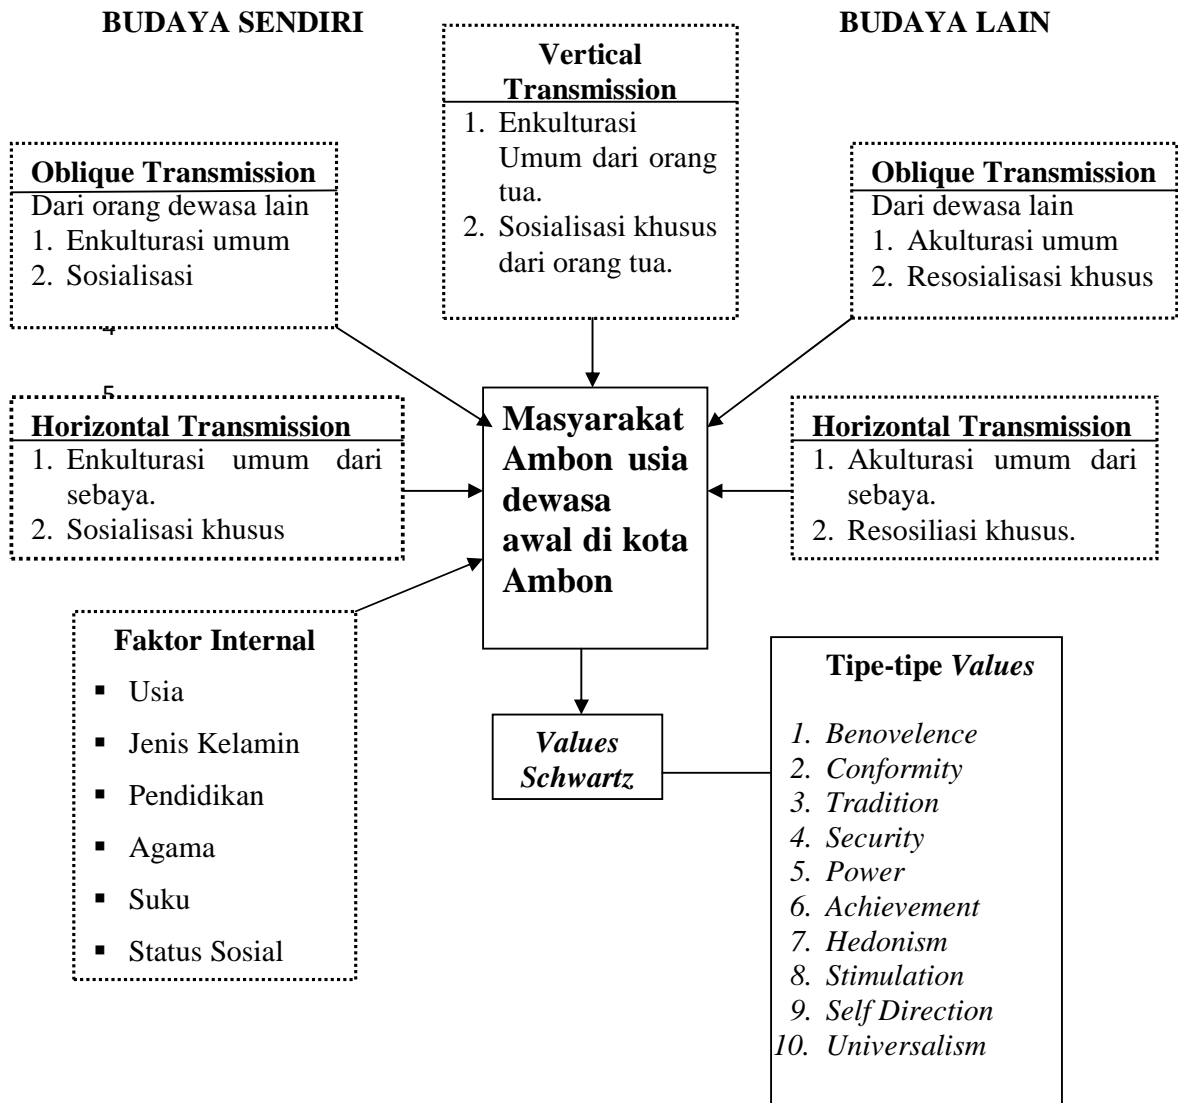 BUDAYA SENDIRI
BUDAYA LAIN
Vertical
Transmission
1. Enkulturasi
Umum dari orang
tua.
2. Sosialisasi khusus
dari orang tua.
Oblique Transmission
Dari orang dewasa lain
1. Enkulturasi umum
2. Sosialisasi
Oblique Transmission
Dari dewasa lain
1. Akulturasi umum
2. Resosialisasi khusus
Horizontal Transmission
1. Enkulturasi umum dari
sebaya.
2. Sosialisasi khusus
Masyarakat
Ambon usia
dewasa
awal di kota
Ambon
Horizontal Transmission
1. Akulturasi umum dari
sebaya.
2. Resosiliasi khusus.
Faktor Internal
▪ Usia
▪ Jenis Kelamin
▪ Pendidikan
▪ Agama
▪ Suku
▪ Status Sosial
Values
Schwartz
Tipe-tipe Values
1. Benovelence
2. Conformity
3. Tradition
4. Security
5. Power
6. Achievement
7. Hedonism
8. Stimulation
9. Self Direction
10. Universalism